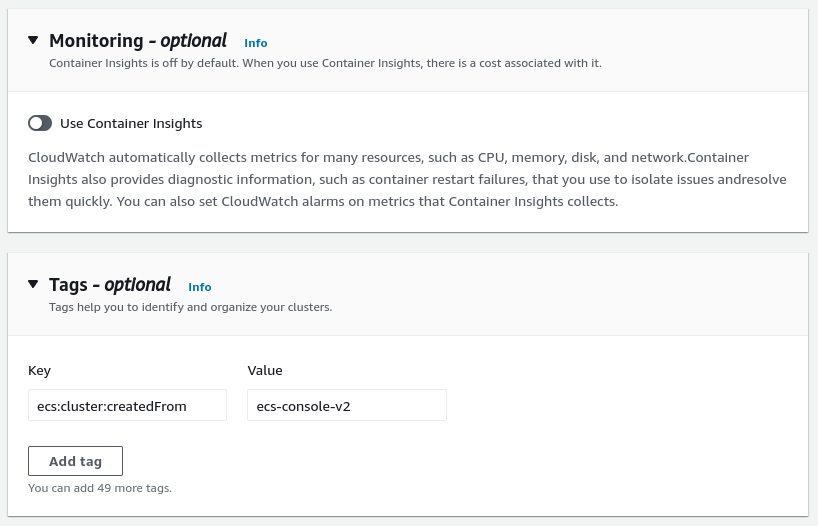 Monitoring - optional Info
Container Insights is off by default. When you use Container Insights, there is a cost associated with it.
Use Container Insights
CloudWatch automatically collects metrics for many resources, such as CPU, memory, disk, and network.Container
Insights also provides diagnostic information, such as container restart failures, that you use to isolate issues andresolve
them quickly. You can also set CloudWatch alarms on metrics that Container Insights collects.
Tags - optional Info
Tags help you to identify and organize your clusters.
Key Value
ecs:cluster:createdFrom ecs-console-v2
Add tag
You can add 49 more tags.